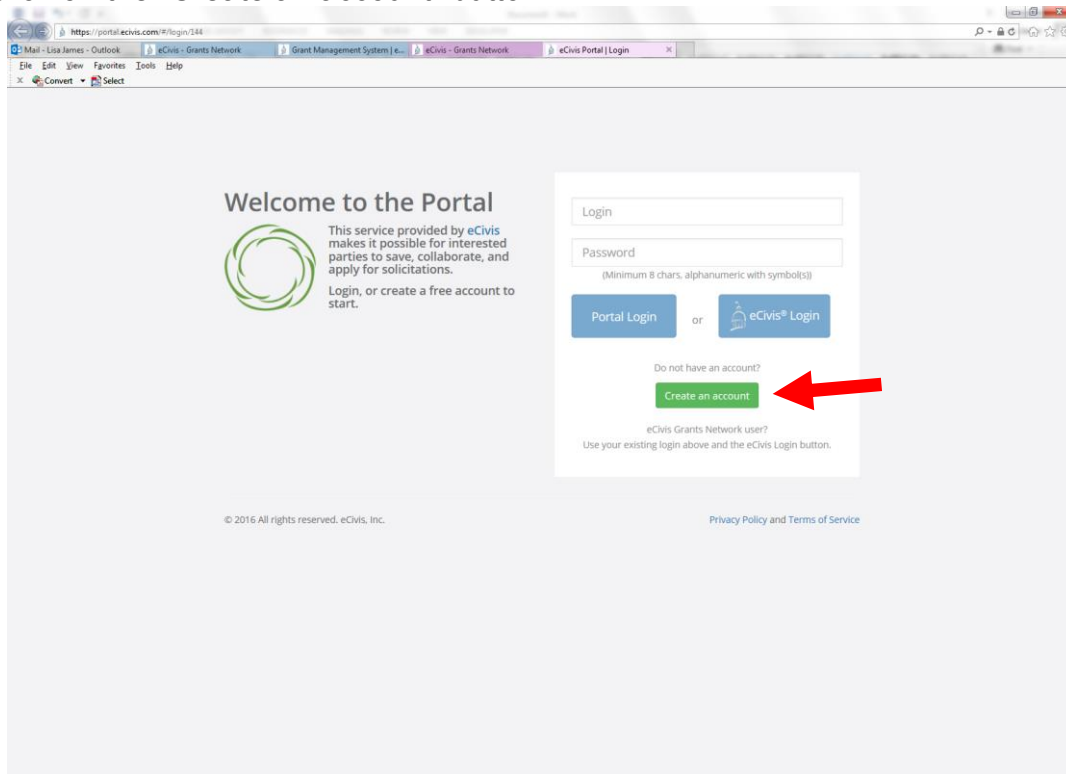 https://portal.ecivis.com/#/login/144
Mail - Lisa James - Outlook
eCivis - Grants Network
Grant Management System | e...
eCivis - Grants Network
eCivis Portal | Login
File Edit View Favorites Tools Help
Convert Select
Welcome to the Portal
This service provided by eCivis
makes it possible for interested
parties to save, collaborate, and
apply for solicitations.
Login, or create a free account to
start.
Login
Password
(Minimum 8 chars, alphanumeric with symbol(s))
Portal Login or eCivis® Login
Do not have an account?
Create an account
eCivis Grants Network user?
Use your existing login above and the eCivis Login button.
© 2016 All rights reserved. eCivis, Inc.
Privacy Policy and Terms of Service